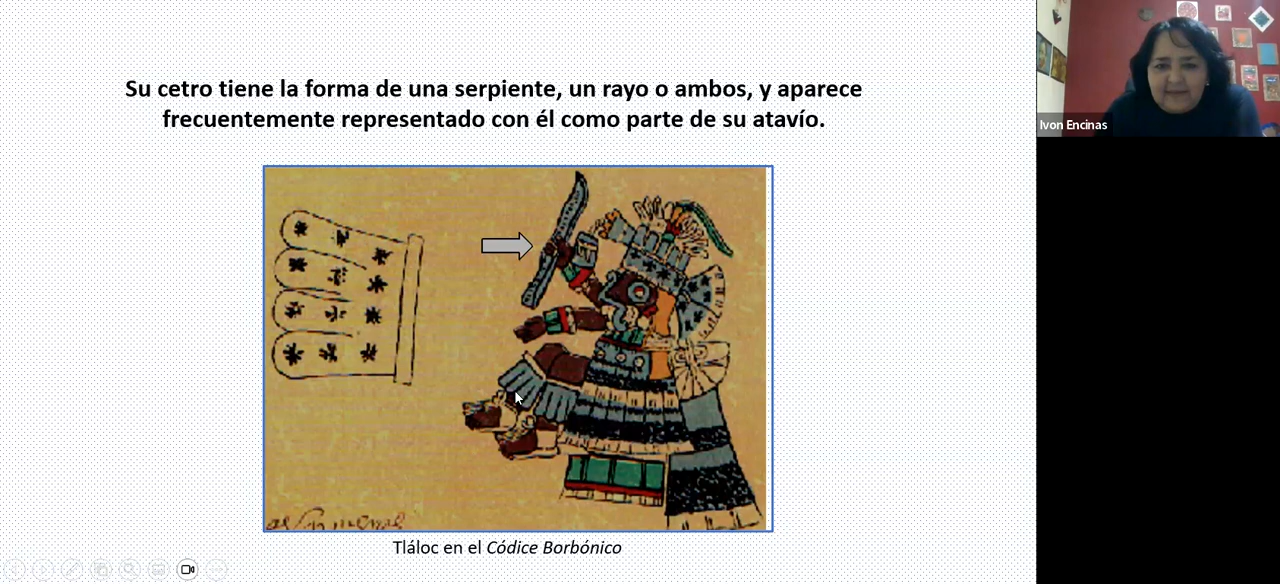 Su cetro tiene la forma de una serpiente, un rayo o ambos, y aparece
frecuentemente representado con él como parte de su atavío.
Ivon Encinas
Tláloc en el Códice Borbónico